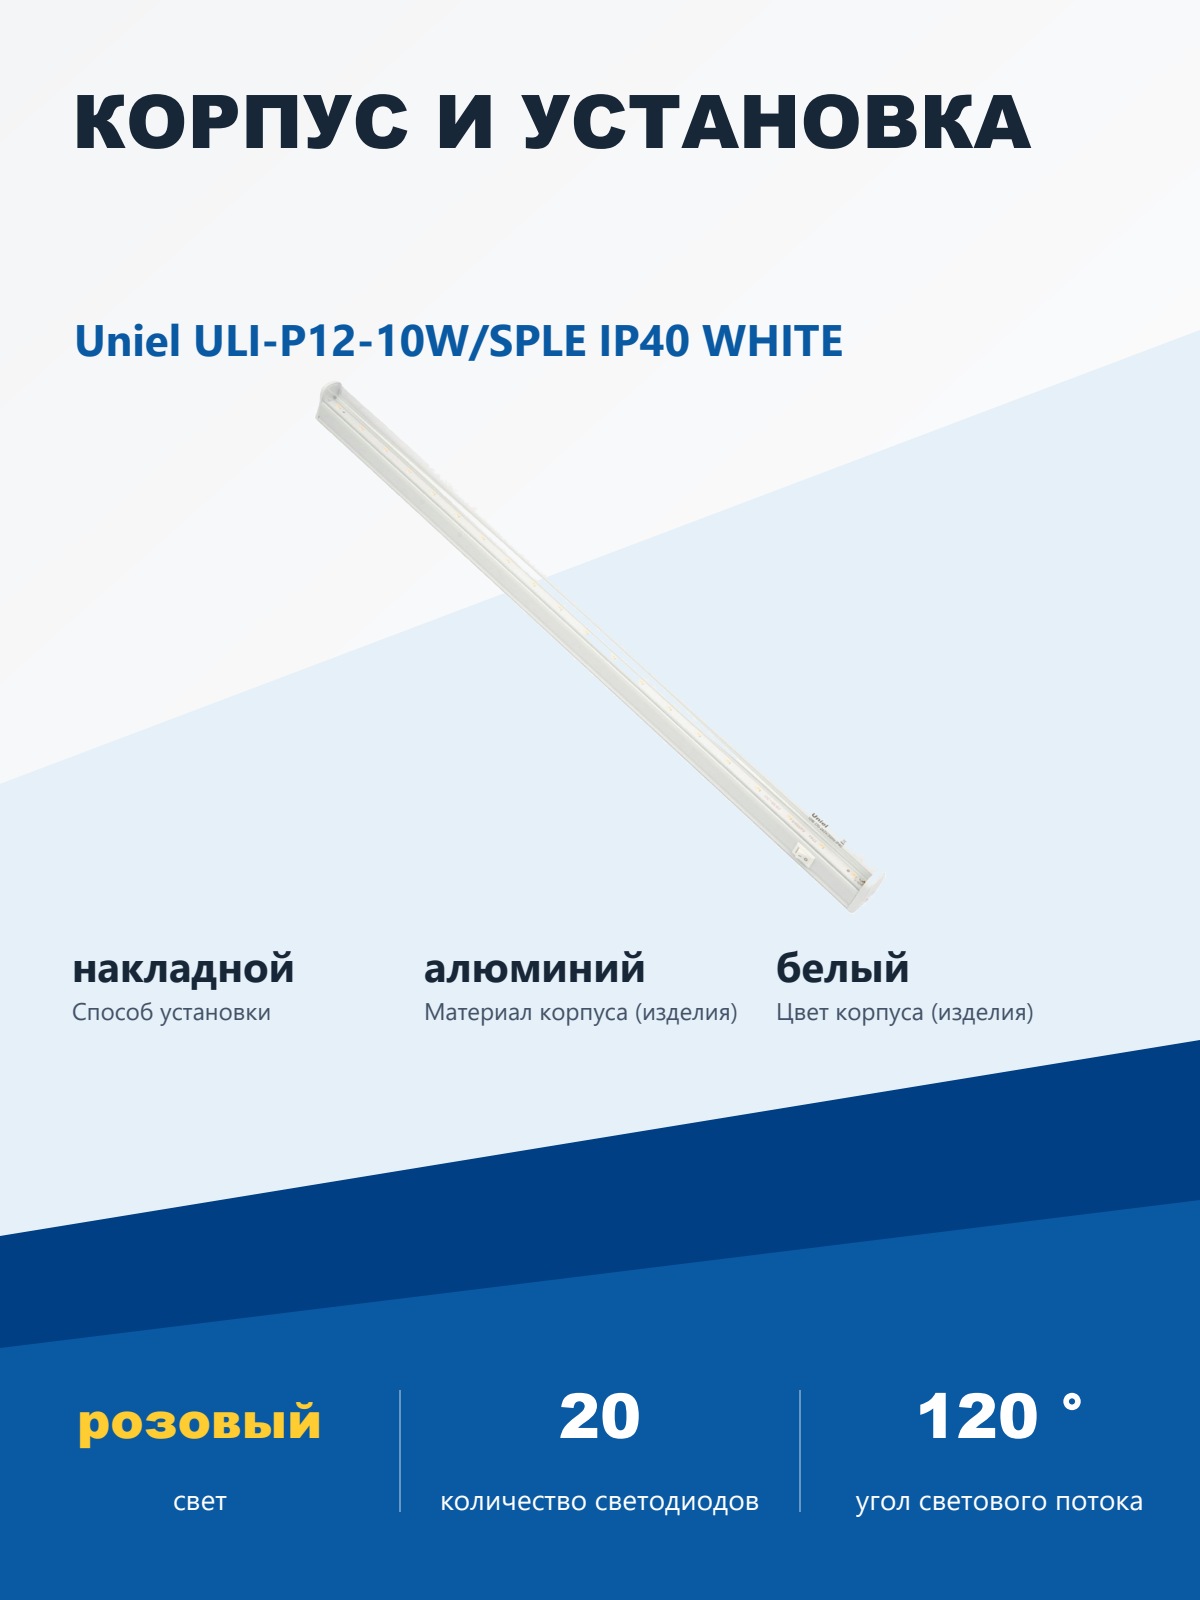 КОРПУС И УСТАНОВКА
Uniel ULI-P12-10W/SPLE IP40 WHITE
Uniel
накладной
алюминий
белый
Способ установки
Материал корпуса (изделия)
Цвет корпуса (изделия)
розовый
20
120 °
свет
количество светодиодов
угол светового потока